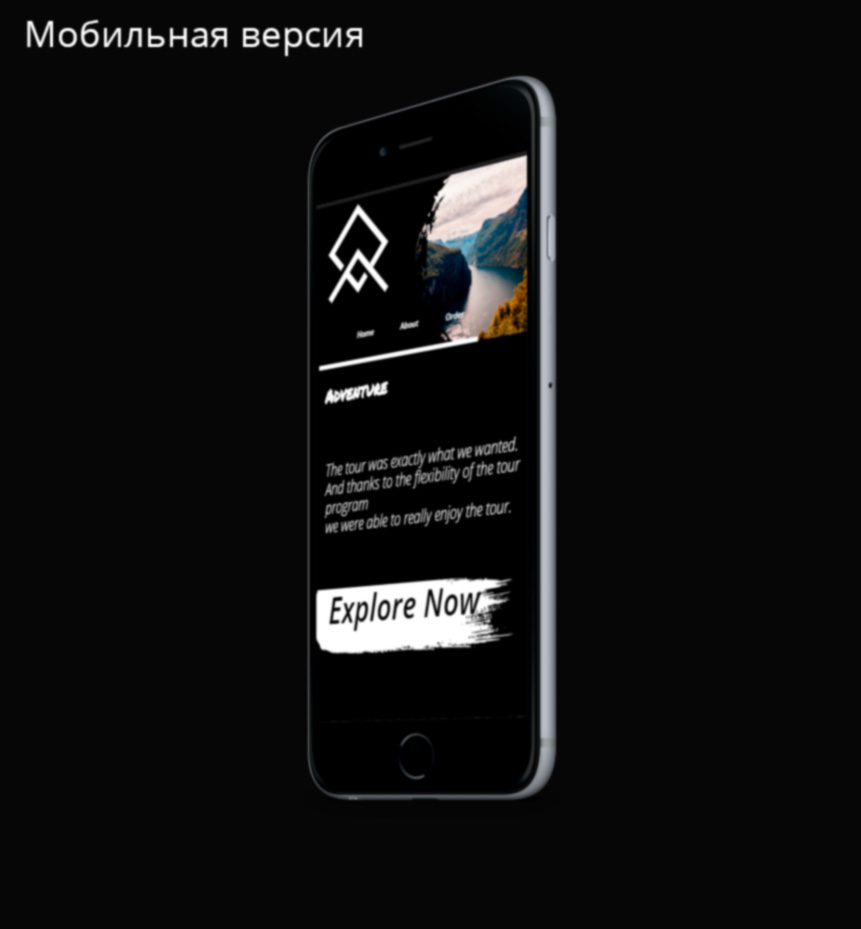 Мобильная версия
Home About Order
ADVENTURE
The tour was exactly what we wanted.
And thanks to the flexibility of the tour
program
we were able to really enjoy the tour.
Explore Now